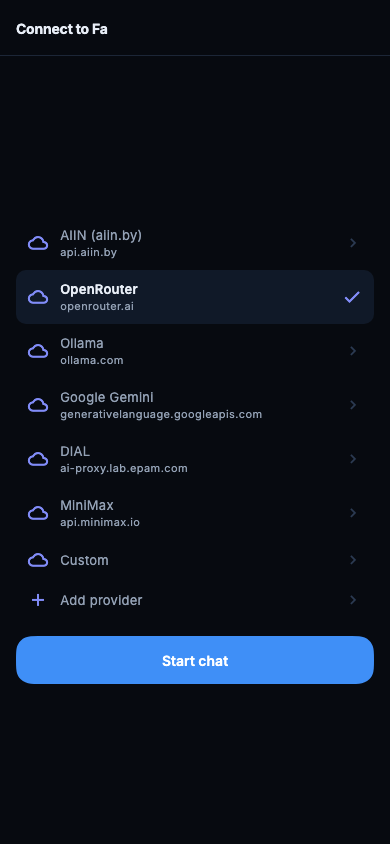 Connect to Fa
AIIN (aiin.by)
api.aiin.by
OpenRouter
openrouter.ai
Ollama
ollama.com
Google Gemini
generativelanguage.googleapis.com
DIAL
ai-proxy.lab.epam.com
MiniMax
api.minimax.io
Custom
Add provider
Start chat